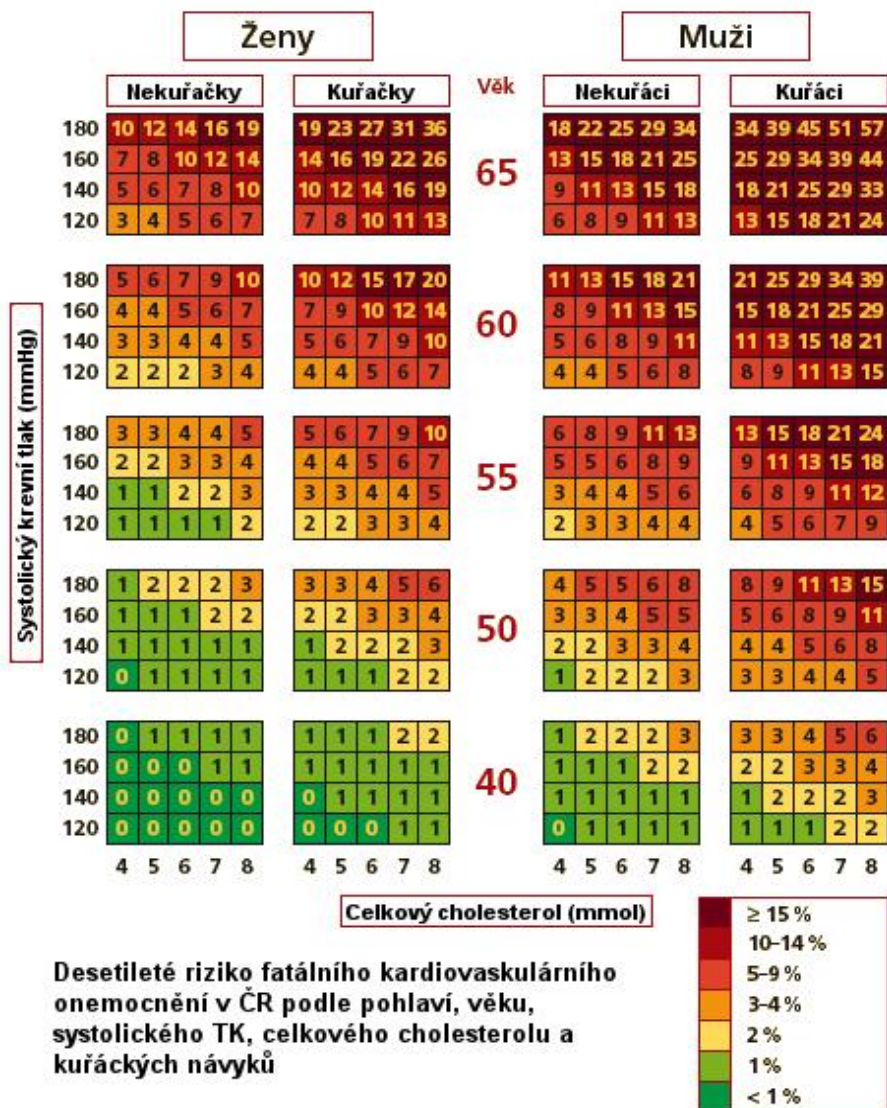 Ženy Muži
Nekuřačky Kuřačky Věk Nekuřáci Kuřáci
180 10 12 14 16 19 19 23 27 31 36 18 22 25 29 34 34 39 45 51 57
160 7 8 10 12 14 14 16 19 22 26 13 15 18 21 25 25 29 34 39 44
65
140 5 6 7 8 10 10 12 14 16 19 9 11 13 15 18 18 21 25 29 33
120 3 4 5 6 7 7 8 10 11 13 6 8 9 11 13 13 15 18 21 24
180 5 6 7 9 10 10 12 15 17 20 11 13 15 18 21 21 25 29 34 39
160 4 4 5 6 7 7 9 10 12 14 8 9 11 13 15 15 18 21 25 29
60
140 3 3 4 4 5 5 6 7 9 10 5 6 8 9 11 11 13 15 18 21
120 2 2 2 3 4 4 4 5 6 7 4 4 5 6 8 8 9 11 13 15
Systolický krevní tlak (mmHg)
180 3 3 4 4 5 5 6 7 9 10 6 8 9 11 13 13 15 18 21 24
160 2 2 3 3 4 4 4 5 6 7 5 5 6 8 9 9 11 13 15 18
55
140 1 1 2 2 3 3 3 4 4 5 3 4 4 5 6 6 8 9 11 12
120 1 1 1 1 2 2 2 3 3 4 2 3 3 4 4 4 5 6 7 9
180 1 2 2 2 3 3 3 4 5 6 4 5 5 6 8 8 9 11 13 15
160 1 1 1 2 2 2 2 3 3 4 3 3 4 5 5 5 6 8 9 11
50
140 1 1 1 1 1 1 2 2 2 3 2 2 3 3 4 4 4 5 6 8
120 0 1 1 1 1 1 1 1 2 2 1 2 2 2 3 3 3 4 4 5
180 0 1 1 1 1 1 1 1 2 2 1 2 2 2 3 3 3 4 5 6
160 0 0 0 1 1 1 1 1 1 1 1 1 1 2 2 2 2 3 3 4
40
140 0 0 0 0 0 0 1 1 1 1 1 1 1 1 1 1 2 2 2 3
120 0 0 0 0 0 0 0 0 1 1 0 1 1 1 1 1 1 1 2 2
4 5 6 7 8 4 5 6 7 8 4 5 6 7 8 4 5 6 7 8
Celkový cholesterol (mmol)
≥ 15 %
10–14 %
5–9 %
3–4 %
2 %
1 %
< 1 %
Desetileté riziko fatálního kardiovaskulárního
onemocnění v ČR podle pohlaví, věku,
systolického TK, celkového cholesterolu a
kuřáckých návyků